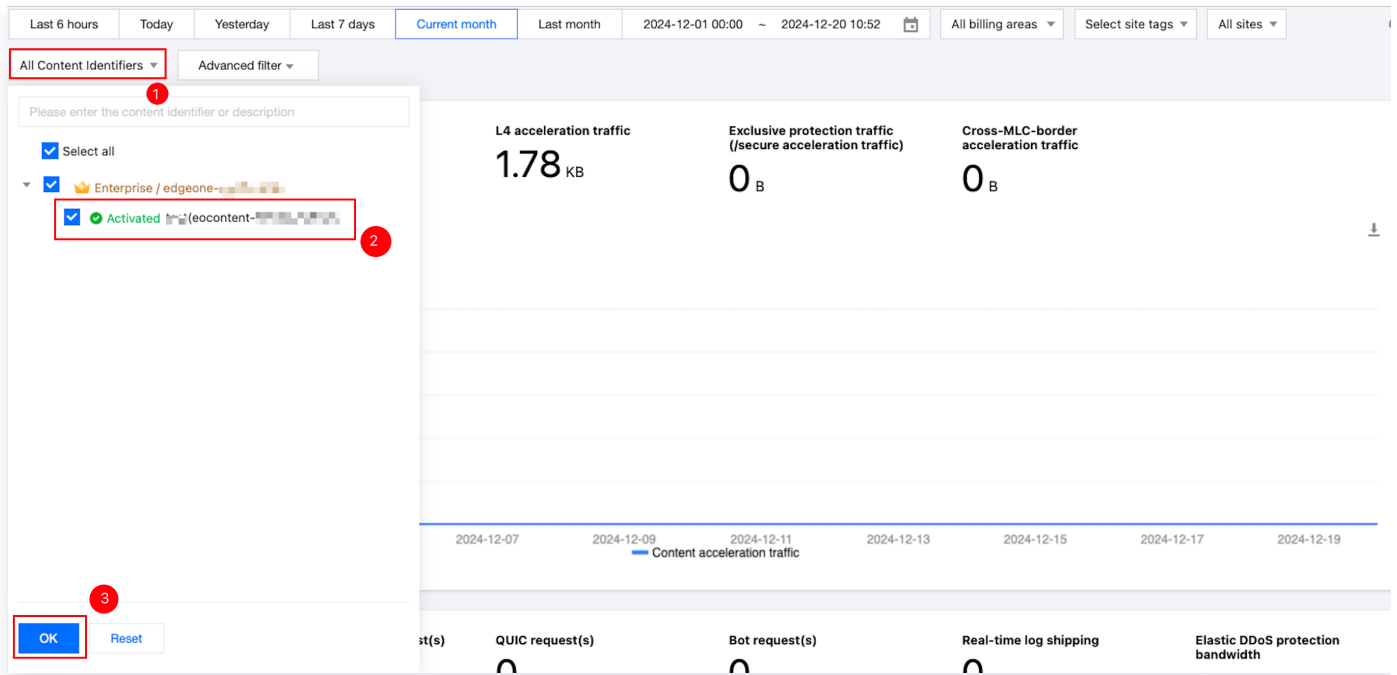 Last 6 hours Today Yesterday Last 7 days Current month Last month 2024-12-01 00:00 ~ 2024-12-20 10:52 All billing areas Select site tags All sites
All Content Identifiers Advanced filter
1
Please enter the content identifier or description
Select all
Enterprise / edgeone-
Activated (eocontent-
2
L4 acceleration traffic
1.78 KB
Exclusive protection traffic
(/secure acceleration traffic)
0 B
Cross-MLC-border
acceleration traffic
0 B
2024-12-07 2024-12-09 2024-12-11 2024-12-13 2024-12-15 2024-12-17 2024-12-19
Content acceleration traffic
3
OK Reset
st(s)
QUIC request(s)
0
Bot request(s)
0
Real-time log shipping
0
Elastic DDoS protection
bandwidth